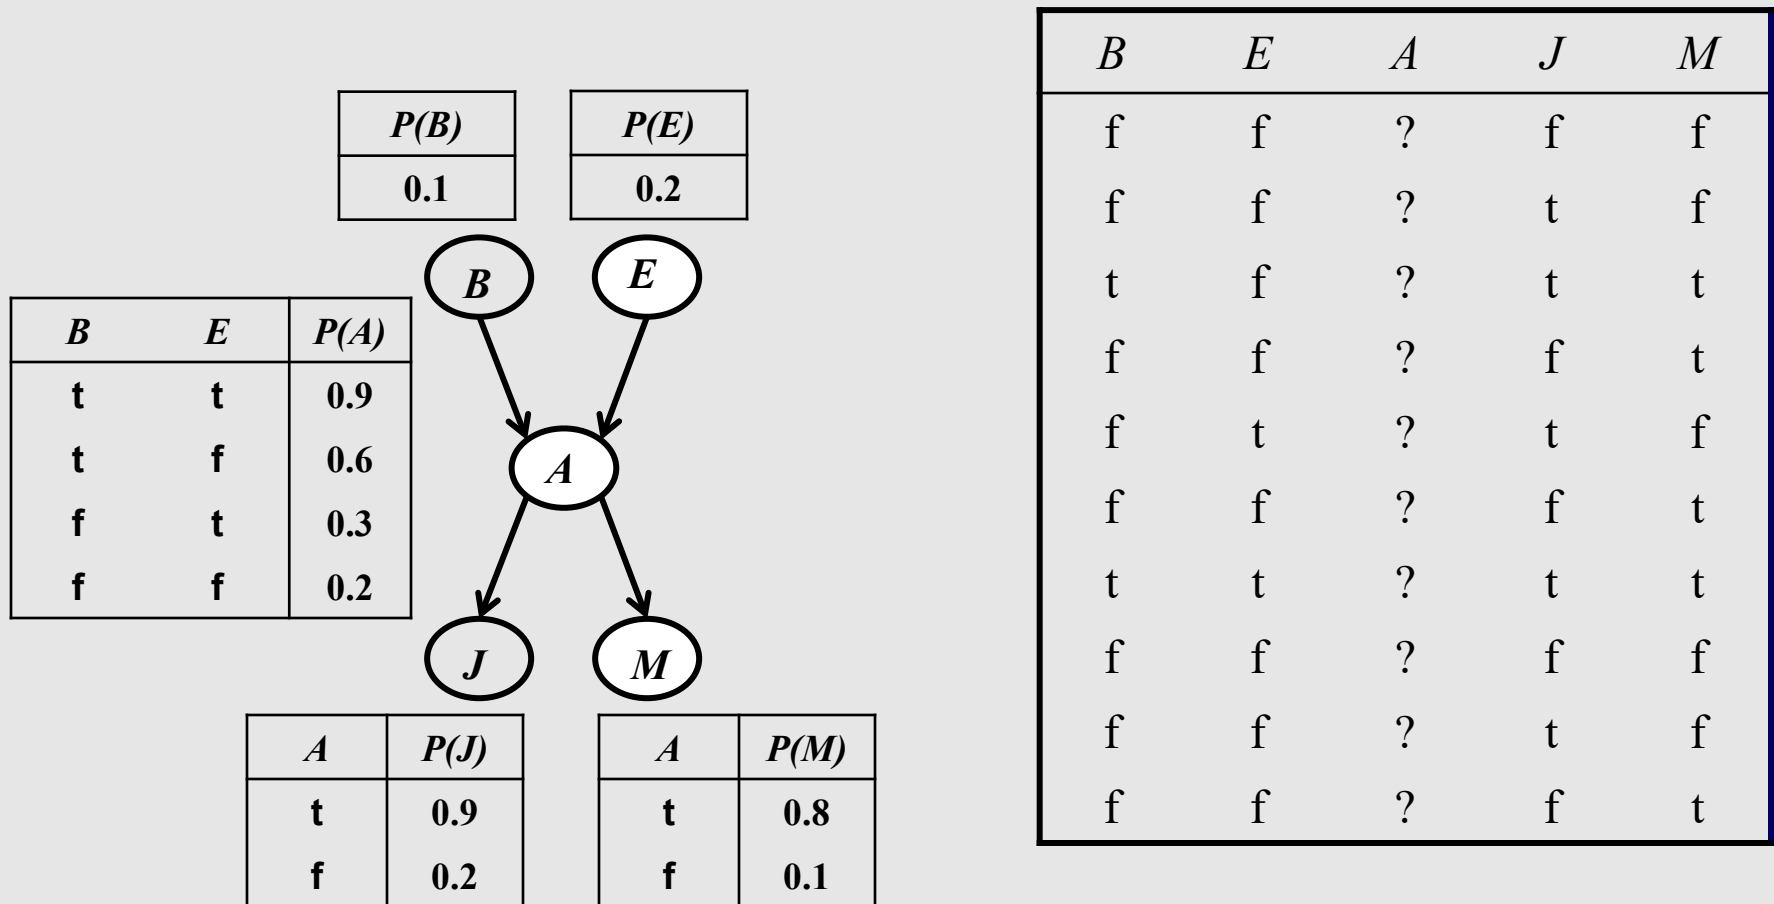 P(B)
0.1
P(E)
0.2
B
E
B E P(A)
t t 0.9
t f 0.6
f t 0.3
f f 0.2
A
J
M
A P(J)
t 0.9
f 0.2
A P(M)
t 0.8
f 0.1
B E A J M
f f ? f f
f f ? t f
t f ? t t
f f ? f t
f t ? t f
f f ? f t
t t ? t t
f f ? f f
f f ? t f
f f ? f t